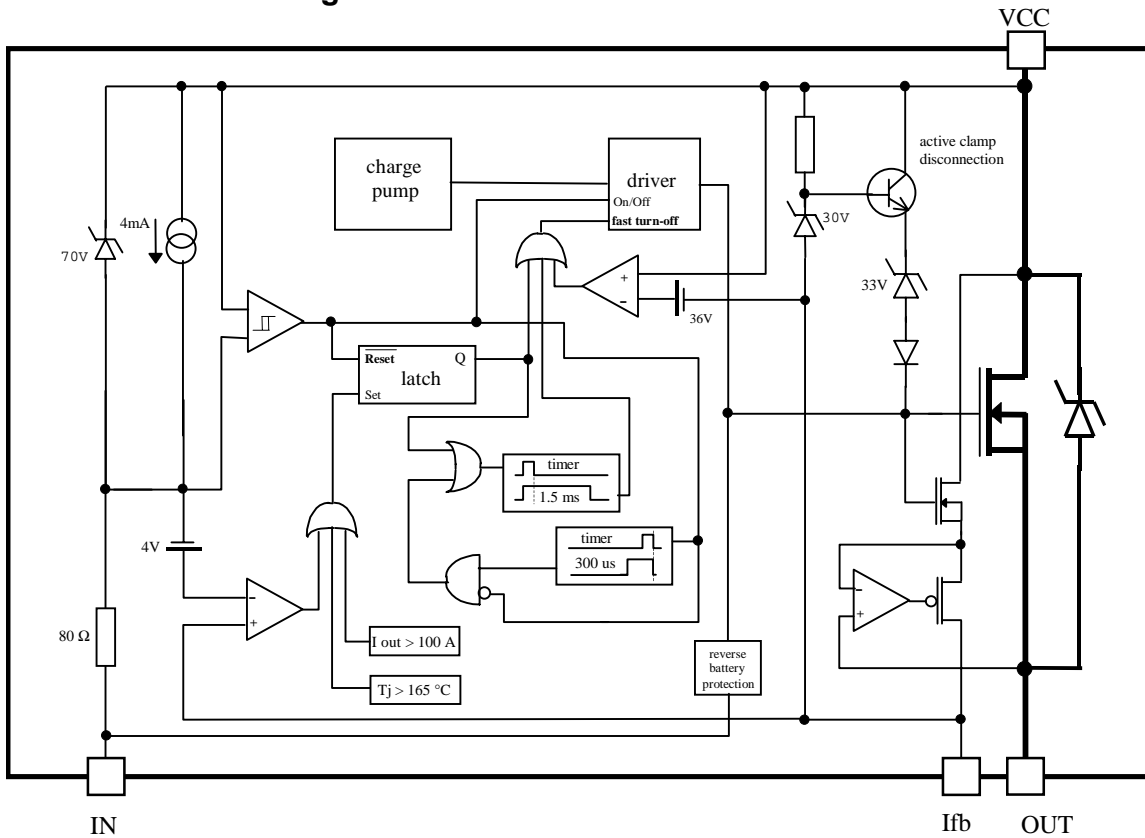 VCC
active clamp
disconnection
charge
pump
driver
On/Off
fast turn-off
4mA
70V
30V
33V
+
-
36V
Reset
Q
latch
Set
timer
1.5 ms
4V
timer
300 us
-
+
-
+
80 Ω
I out > 100 A
reverse
battery
protection
Tj > 165 °C
IN
Ifb
OUT